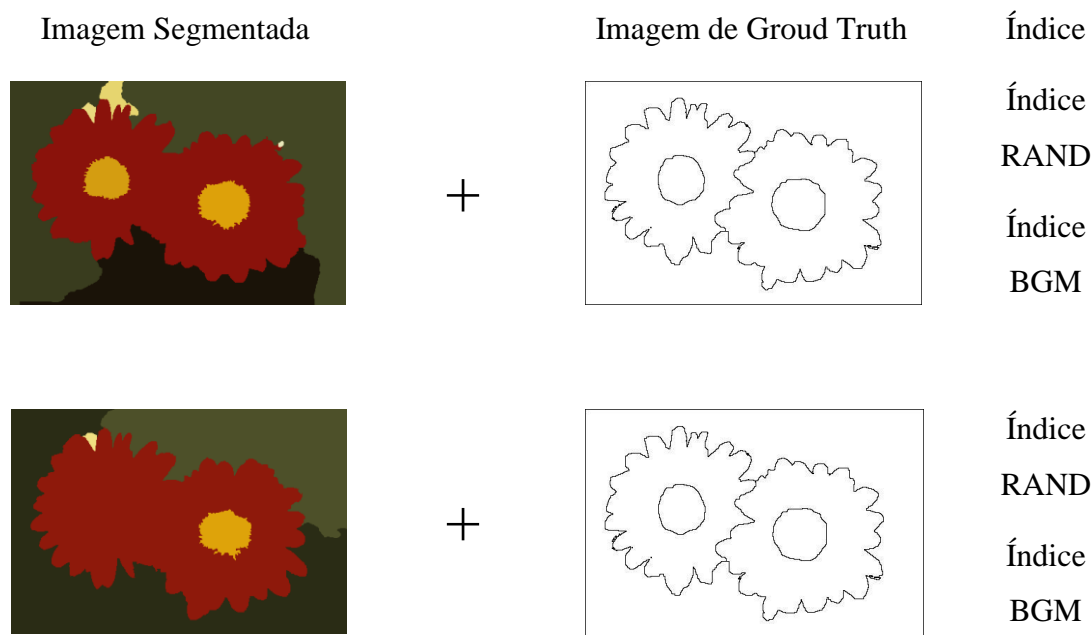 Imagem Segmentada Imagem de Groud Truth Índice
Índice
RAND
+
Índice
BGM
Índice
RAND
+
Índice
BGM